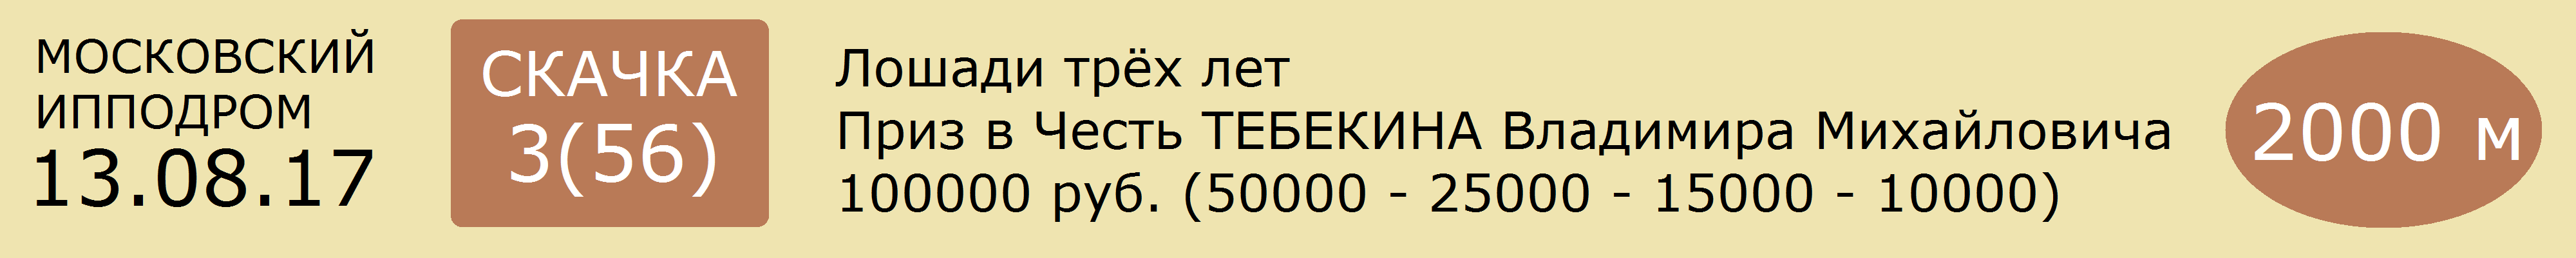 МОСКОВСКИЙ
ИППОДРОМ
13.08.17
СКАЧКА
3(56)
Лошади трёх лет
Приз в Честь ТЕБЕКИНА Владимира Михайловича
100000 руб. (50000 - 25000 - 15000 - 10000)
2000 м